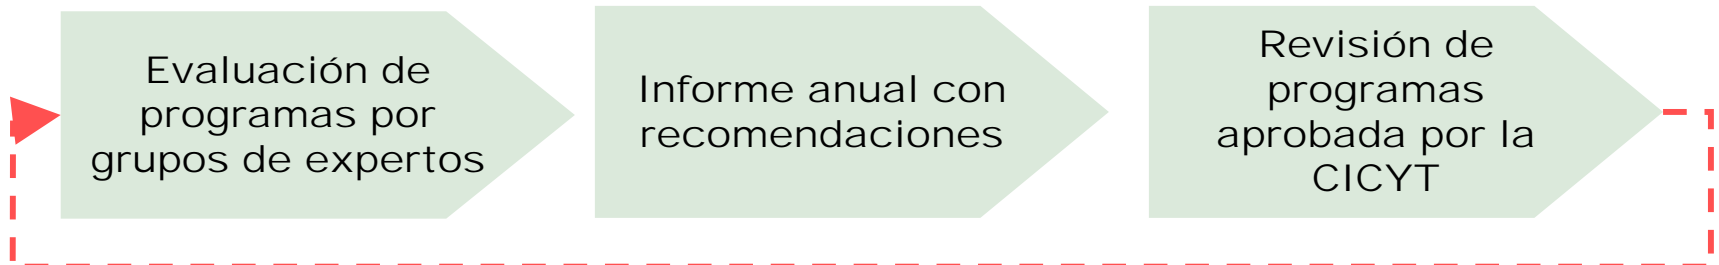 Evaluación de
programas por
grupos de expertos
Informe anual con
recomendaciones
Revisión de
programas
aprobada por la
CICYT